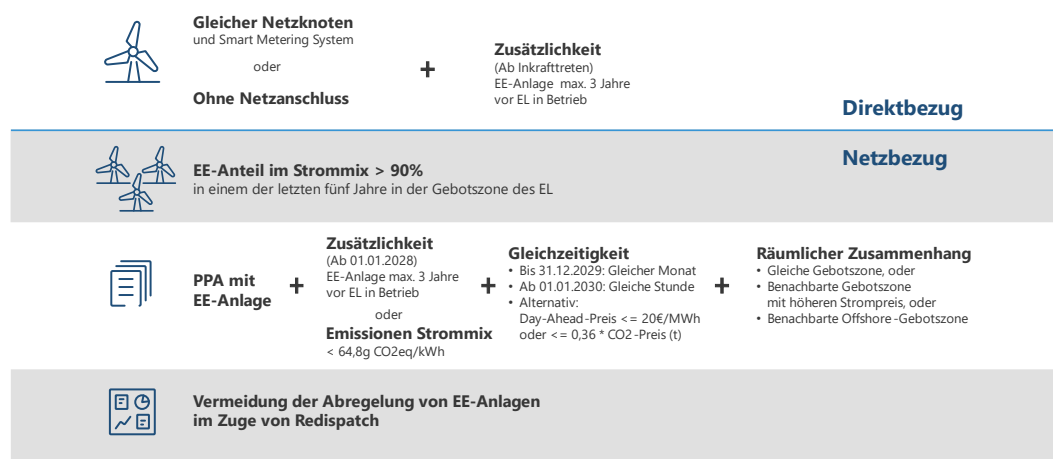 Gleicher Netzknoten
und Smart Metering System
oder
Ohne Netzanschluss
+
Zusätzlichkeit
(Ab Inkrafttreten)
EE-Anlage max. 3 Jahre
vor EL in Betrieb
Direktbezug
Netzbezug
EE-Anteil im Strommix > 90%
in einem der letzten fünf Jahre in der Gebotszone des EL
PPA mit
EE-Anlage
+
Zusätzlichkeit
(Ab 01.01.2028)
EE-Anlage max. 3 Jahre
vor EL in Betrieb
oder
Emissionen Strommix
< 64,8g CO2eq/kWh
+
Gleichzeitigkeit
• Bis 31.12.2029: Gleicher Monat
• Ab 01.01.2030: Gleiche Stunde
• Alternativ:
Day-Ahead-Preis <= 20€/MWh
oder <= 0,36 * CO2-Preis (t)
+
Räumlicher Zusammenhang
• Gleiche Gebotszone, oder
• Benachbarte Gebotszone
mit höheren Strompreis, oder
• Benachbarte Offshore-Gebotszone
Vermeidung der Abregelung von EE-Anlagen
im Zuge von Redispatch